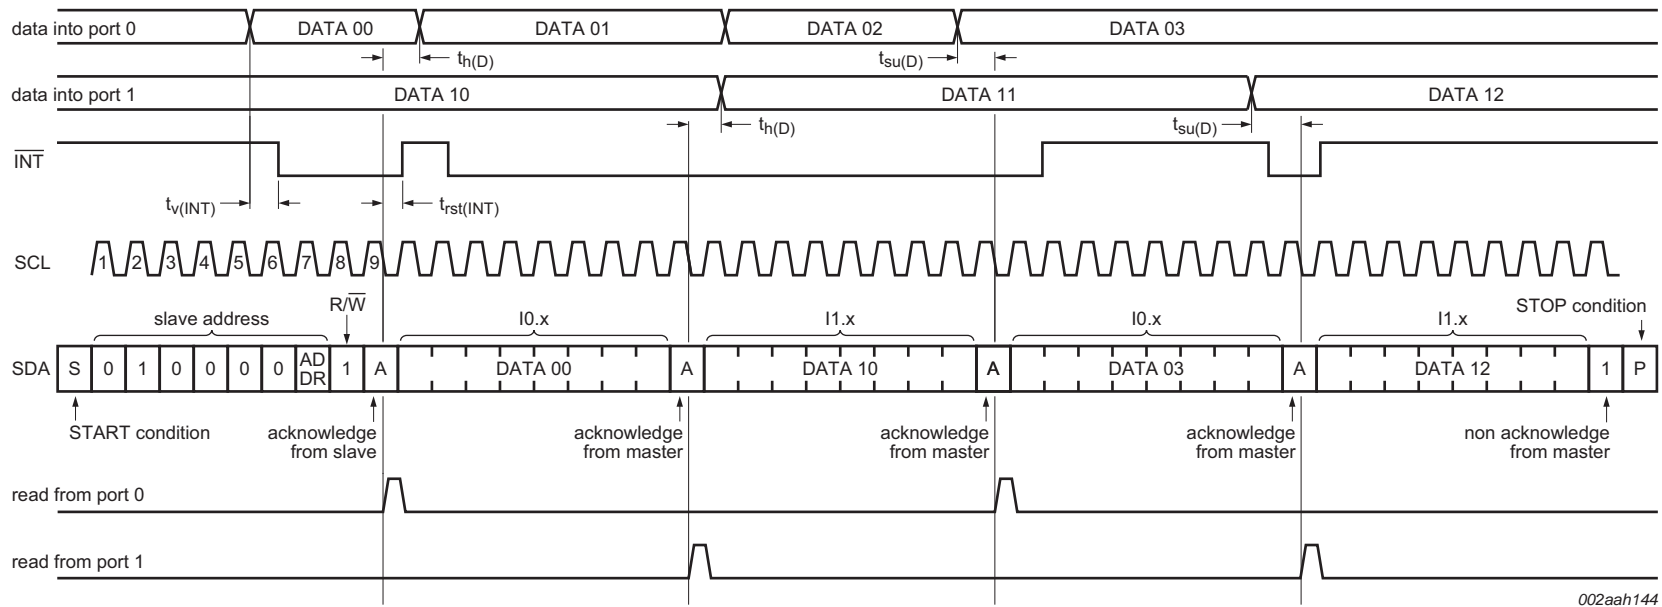 data into port 0 DATA 00 DATA 01 DATA 02 DATA 03
th(D) tsu(D)
data into port 1 DATA 10 DATA 11 DATA 12
th(D) tsu(D)
INT
tv(INT) trst(INT)
SCL 1 2 3 4 5 6 7 8 9
R/W STOP condition
slave address I0.x I1.x I0.x I1.x
SDA S 0 1 0 0 0 0 AD DR 1 A DATA 00 A DATA 10 A DATA 03 A DATA 12 1 P
START condition acknowledge acknowledge acknowledge acknowledge non acknowledge
from slave from master from master from master from master
read from port 0
read from port 1
002aah144